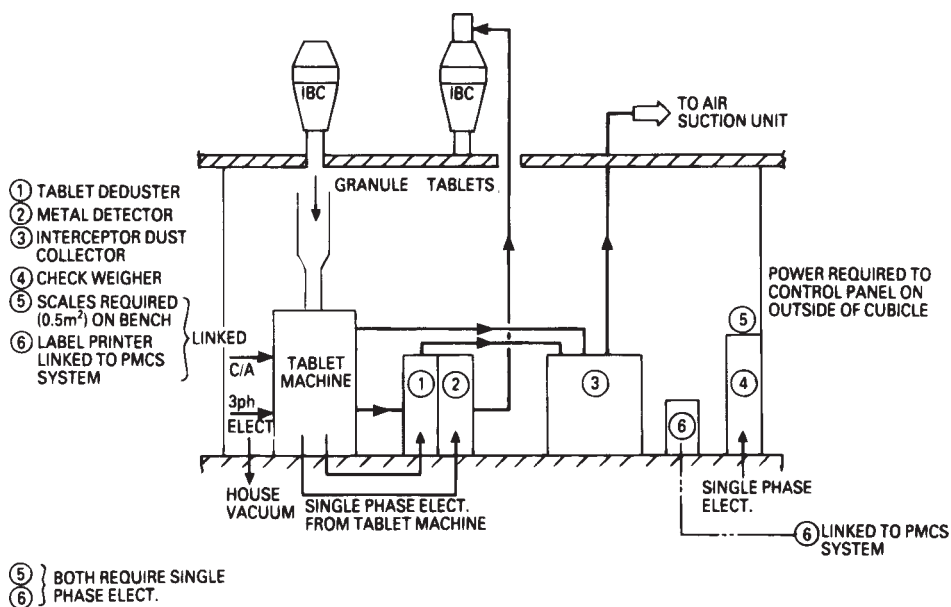 IBC
IBC
TO AIR
SUCTION UNIT
GRANULE TABLETS
① TABLET DEDUSTER
② METAL DETECTOR
③ INTERCEPTOR DUST
COLLECTOR
④ CHECK WEIGHER
⑤ SCALES REQUIRED
(0.5m²) ON BENCH
⑥ LABEL PRINTER
LINKED TO PMCS
SYSTEM
LINKED
C/A
3ph
ELECT
TABLET
MACHINE
①
②
③
⑥
⑤
④
POWER REQUIRED TO
CONTROL PANEL ON
OUTSIDE OF CUBICLE
HOUSE
VACUUM
SINGLE PHASE ELECT.
FROM TABLET MACHINE
SINGLE PHASE
ELECT.
⑥ LINKED TO PMCS
SYSTEM
⑤ BOTH REQUIRE SINGLE
⑥ PHASE ELECT.